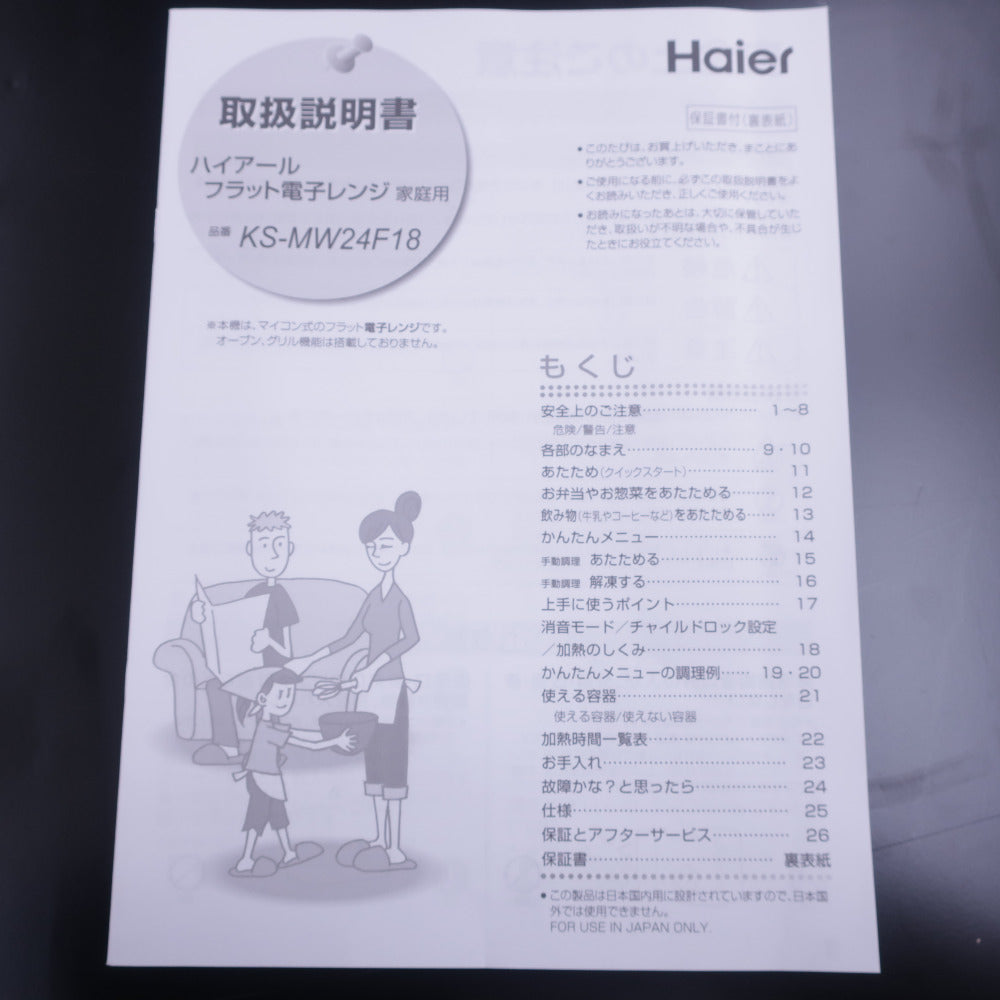 Haier
取扱説明書
ハイアール
フラット電子レンジ 家庭用
品番 KS-MW24F18
保証書付(裏表紙)
•このたびは、お買上げいただき、まことにあ
りがとうございます。
•ご使用になる前に、必ずこの取扱説明書をよ
くお読みいただき、正しくご使用ください。
•お読みになったあとは、大切に保管していた
だき、取扱いが不明な場合や、不具合が生じ
たときにお役立てください。
※本機は、マイコン式のフラット電子レンジです。
オーブン、グリル機能は搭載しておりません。
もくじ
安全上のご注意…………………… 1〜8
危険/警告/注意
各部のなまえ…………………… 9・10
あたため(クイックスタート)……………… 11
お弁当やお惣菜をあたためる……… 12
飲み物(牛乳やコーヒーなど)をあたためる…… 13
かんたんメニュー…………………… 14
手動調理 あたためる…………………… 15
手動調理 解凍する…………………… 16
上手に使うポイント………………… 17
消音モード/チャイルドロック設定
/加熱のしくみ…………………… 18
かんたんメニューの調理例…… 19・20
使える容器…………………………… 21
使える容器/使えない容器
加熱時間一覧表……………………… 22
お手入れ……………………………… 23
故障かな?と思ったら……………… 24
仕様…………………………………… 25
保証とアフターサービス…………… 26
保証書……………………………… 裏表紙
•この製品は日本国内用に設計されていますので、日本国
外では使用できません。
FOR USE IN JAPAN ONLY.